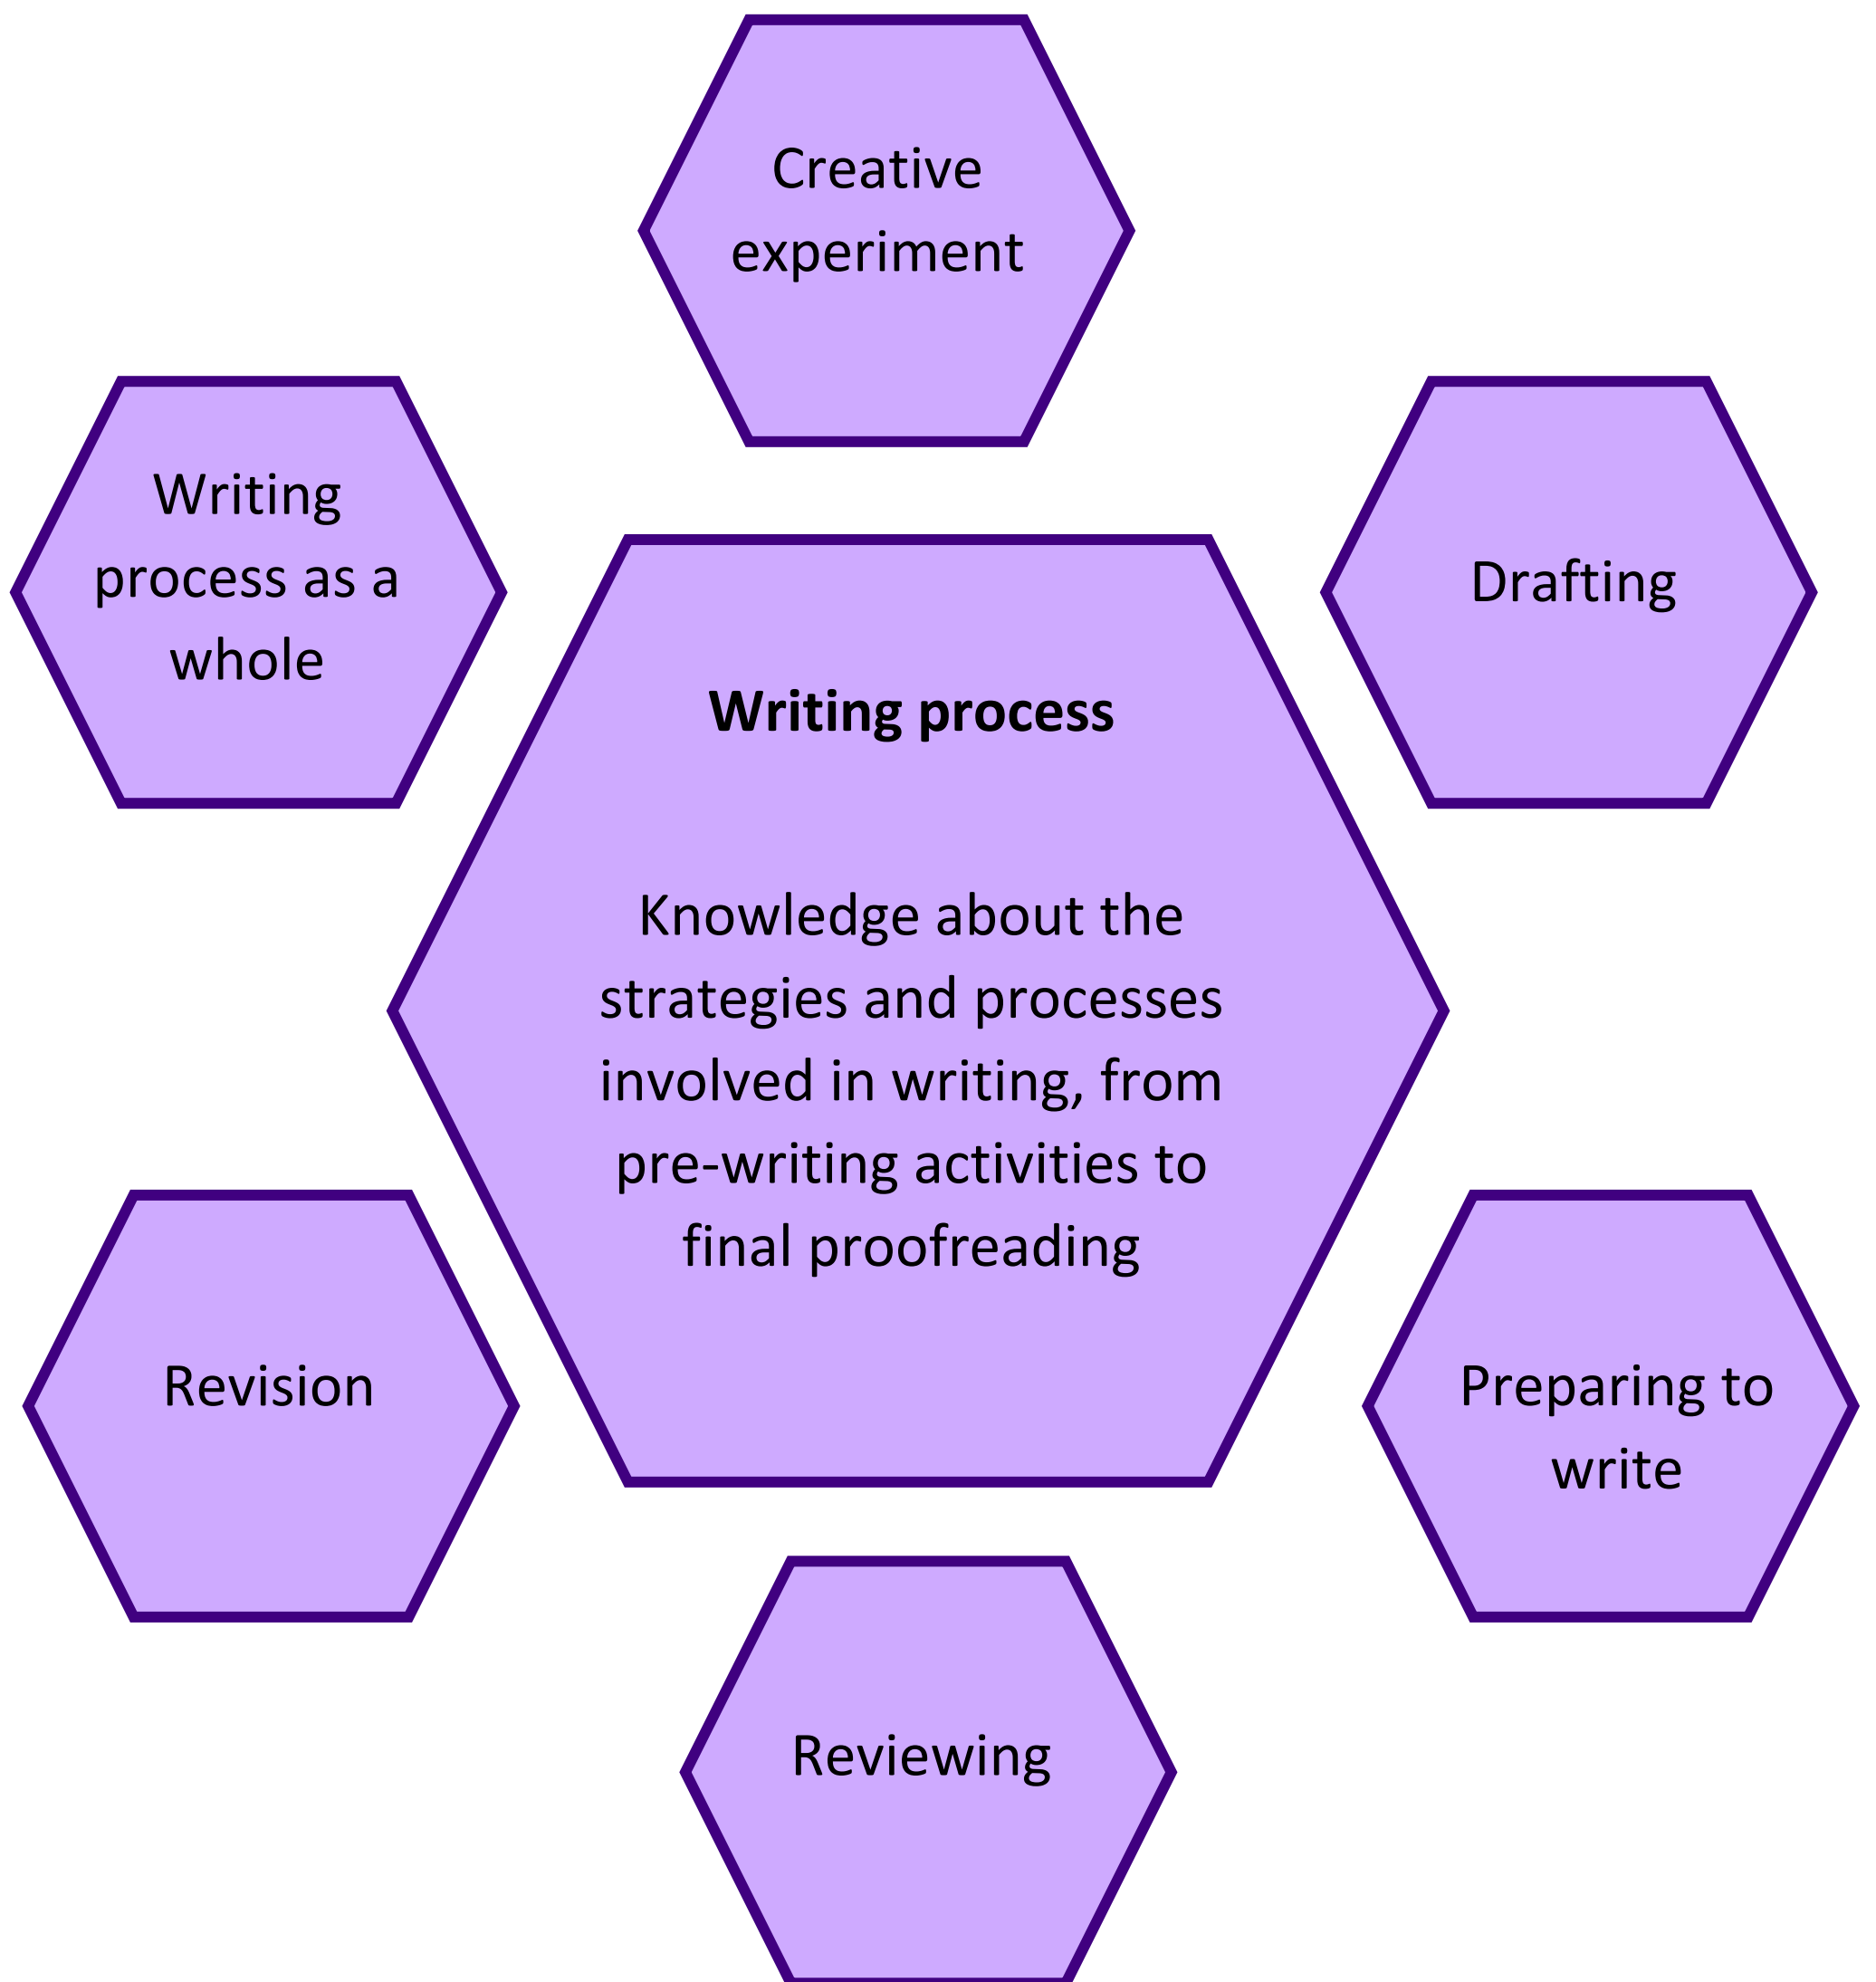 Creative
experiment
Writing
process as a
whole
Drafting
Writing process
Knowledge about the
strategies and processes
involved in writing, from
pre-writing activities to
final proofreading
Revision
Preparing to
write
Reviewing